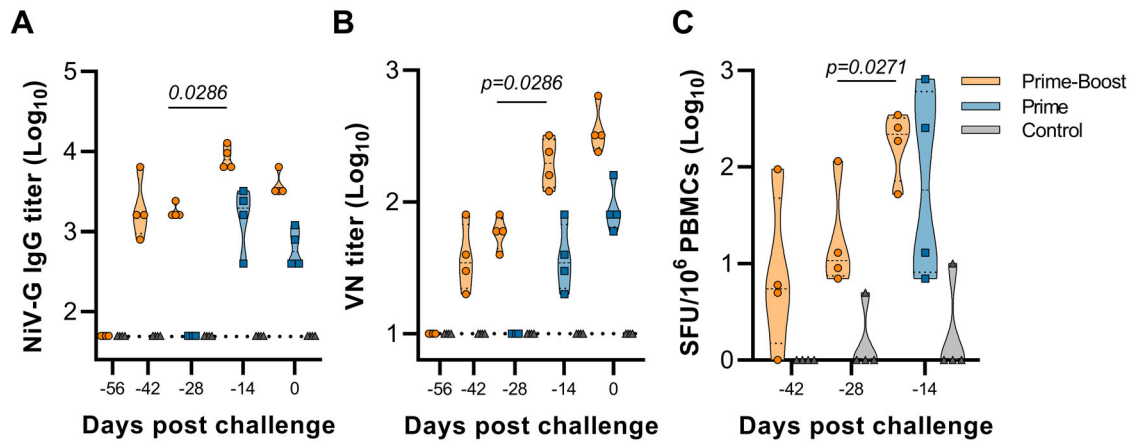 A
NiV-G IgG titer (Log10)
5
4
3
2
0.0286
-56 -42 -28 -14 0
Days post challenge
B
VN titer (Log10)
3
2
1
p=0.0286
-56 -42 -28 -14 0
Days post challenge
C
SFU/10⁶ PBMCs (Log10)
3
2
1
0
p=0.0271
-42 -28 -14
Days post challenge
Prime-Boost
Prime
Control